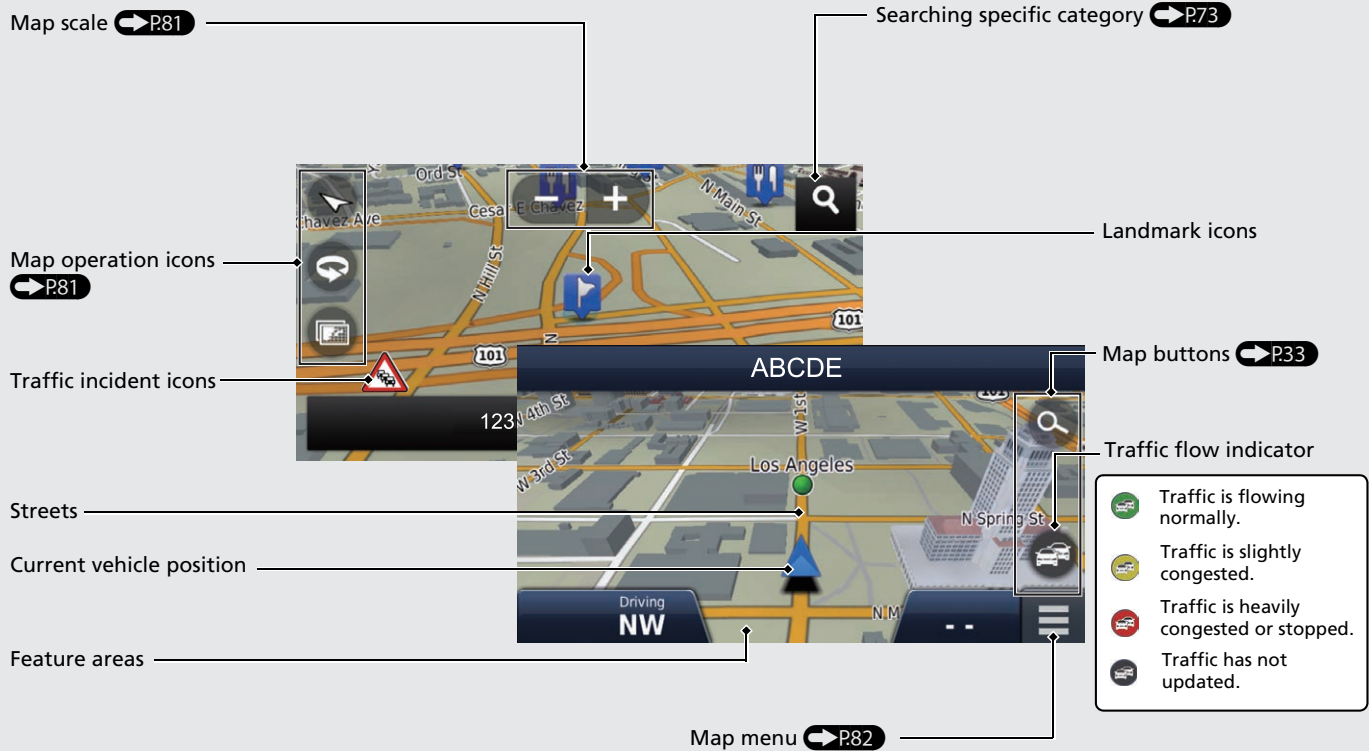 Map scale P.81
Searching specific category P.73
Ord St
N Main St
Chavez Ave
Cesar E Chavez
Landmark icons
Map operation icons
P.81
N Hill St
101
101
Map buttons P.33
ABCDE
Traffic incident icons
123
W 4th St
W 1st
101
W 3rd St
Los Angeles
Traffic flow indicator
Traffic is flowing
normally.
Streets
N Spring St
Traffic is slightly
congested.
Current vehicle position
Driving
NW
N M
- -
Traffic is heavily
congested or stopped.
Feature areas
Traffic has not
updated.
Map menu P.82